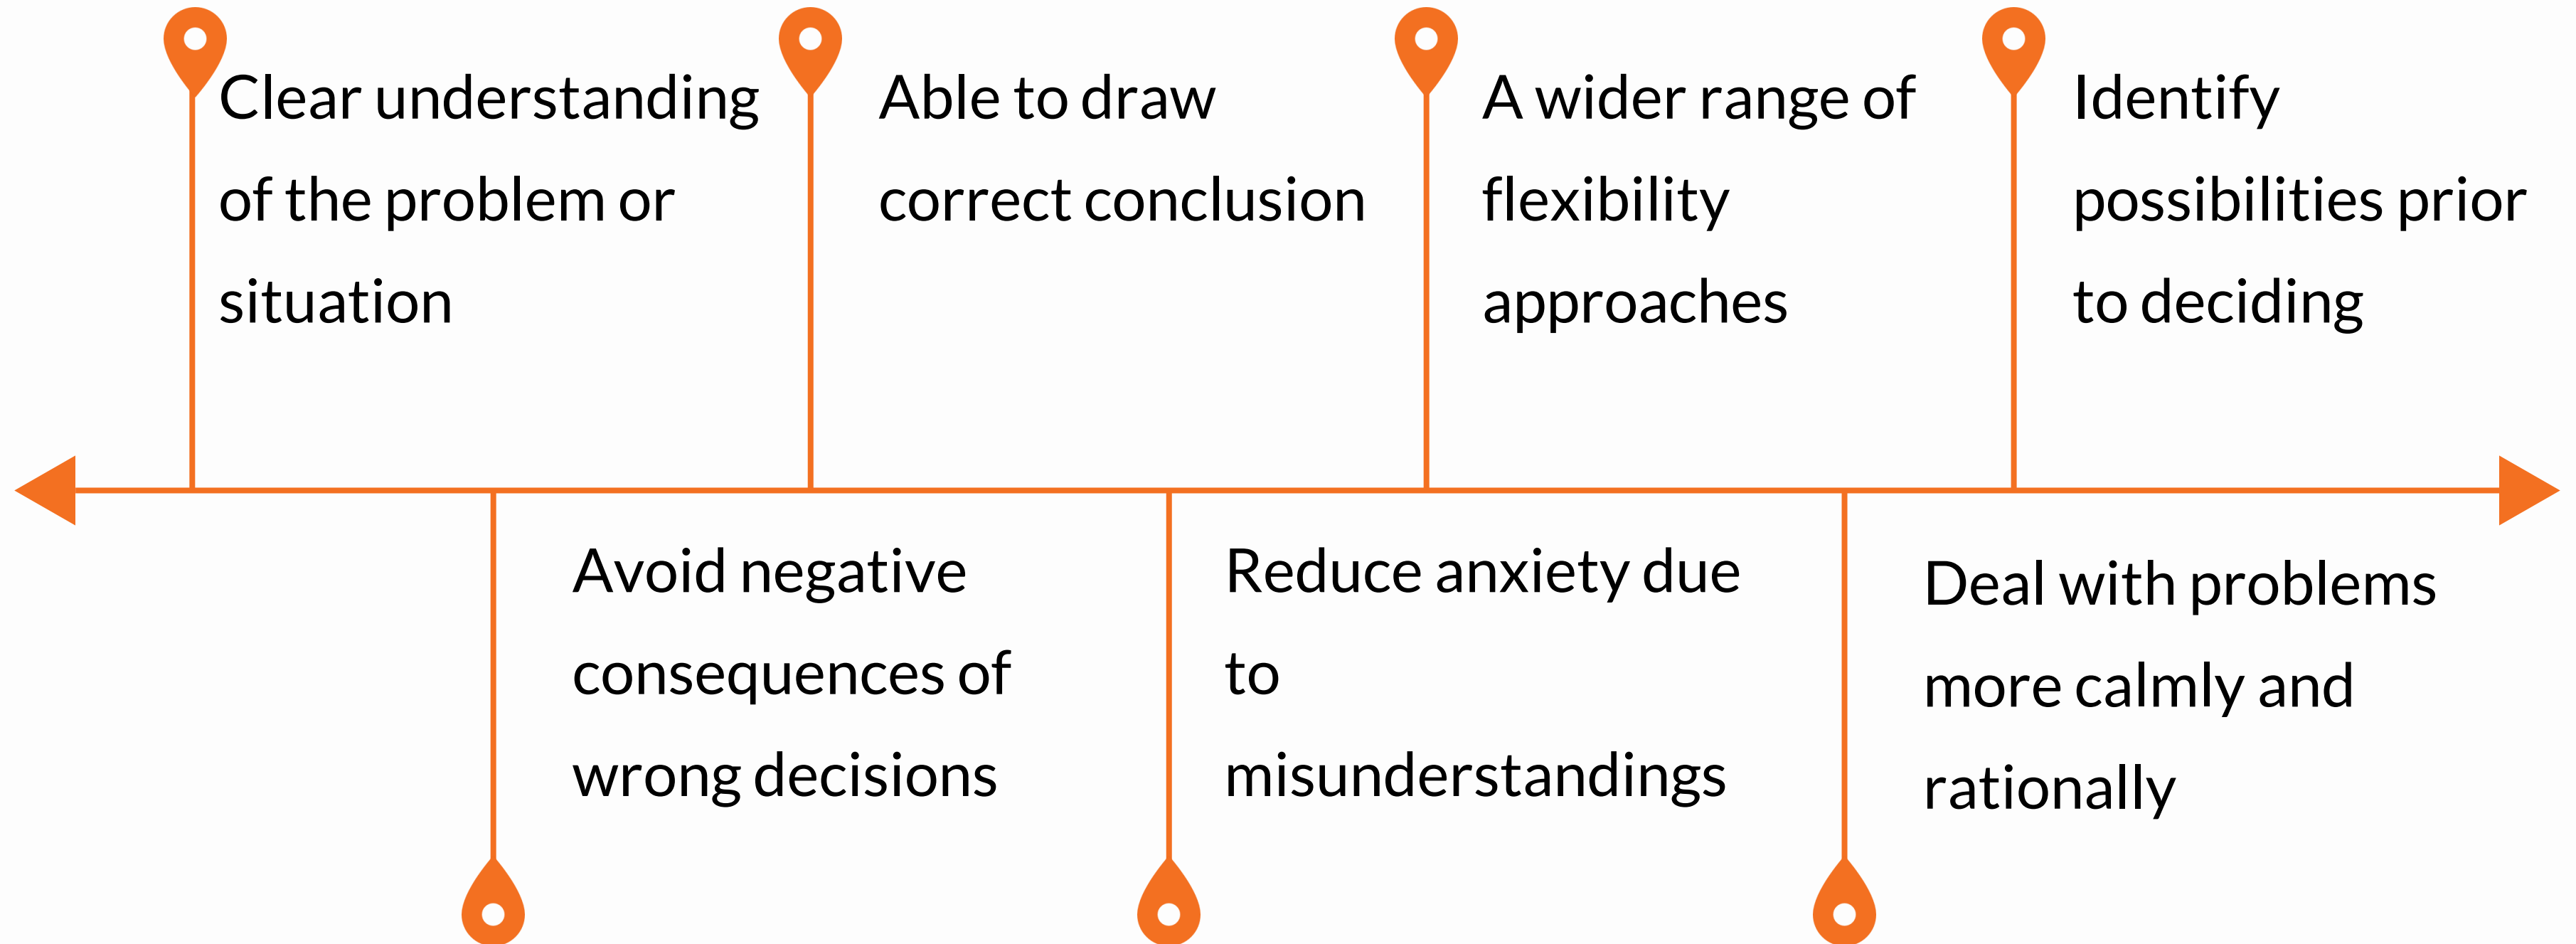 Clear understanding
of the problem or
situation
Able to draw
correct conclusion
A wider range of
flexibility
approaches
Identify
possibilities prior
to deciding
Avoid negative
consequences of
wrong decisions
Reduce anxiety due
to
misunderstandings
Deal with problems
more calmly and
rationally